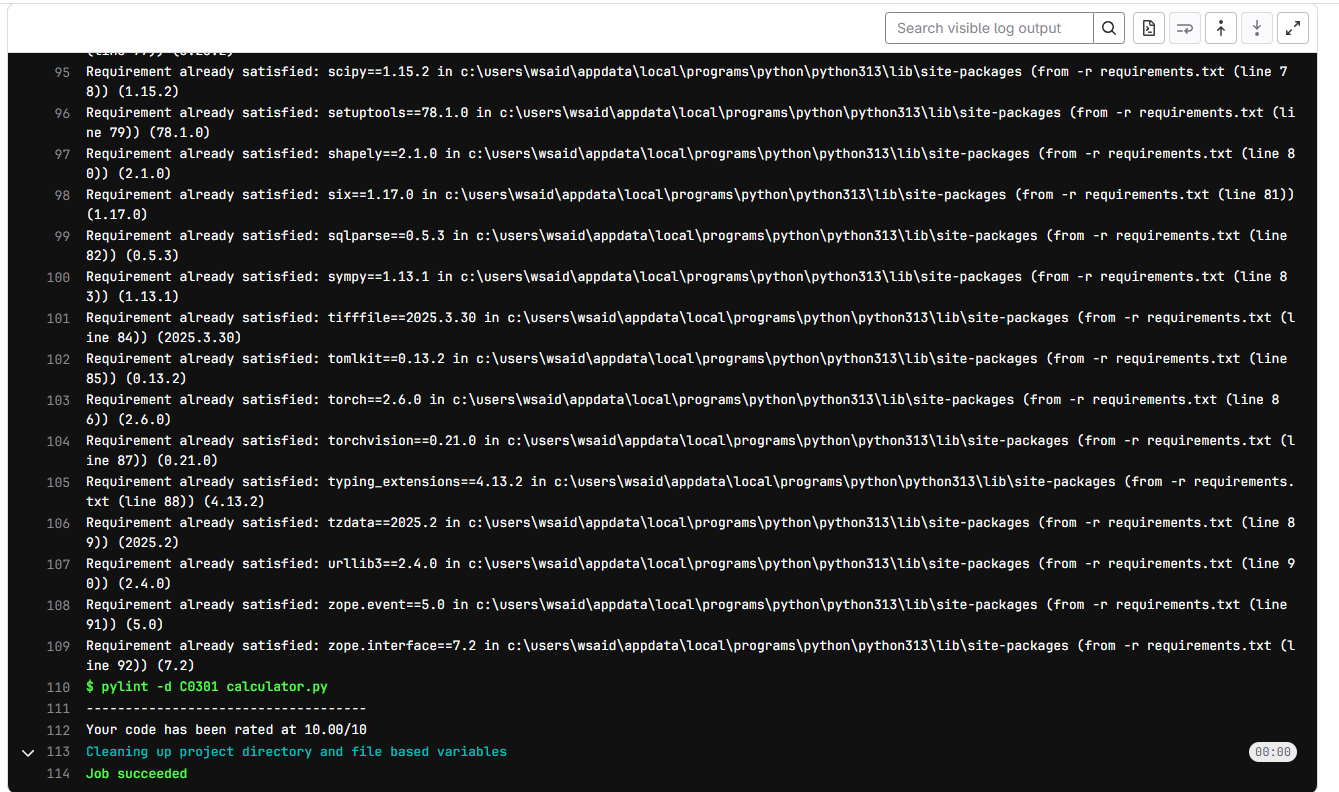 Search visible log output
95 Requirement already satisfied: scipy==1.15.2 in c:\users\wsaid\appdata\local\programs\python\python313\lib\site-packages (from -r requirements.txt (line 7
8)) (1.15.2)
96 Requirement already satisfied: setuptools==78.1.0 in c:\users\wsaid\appdata\local\programs\python\python313\lib\site-packages (from -r requirements.txt (li
ne 79)) (78.1.0)
97 Requirement already satisfied: shapely==2.1.0 in c:\users\wsaid\appdata\local\programs\python\python313\lib\site-packages (from -r requirements.txt (line 8
0)) (2.1.0)
98 Requirement already satisfied: six==1.17.0 in c:\users\wsaid\appdata\local\programs\python\python313\lib\site-packages (from -r requirements.txt (line 81))
(1.17.0)
99 Requirement already satisfied: sqlparse==0.5.3 in c:\users\wsaid\appdata\local\programs\python\python313\lib\site-packages (from -r requirements.txt (line
82)) (0.5.3)
100 Requirement already satisfied: sympy==1.13.1 in c:\users\wsaid\appdata\local\programs\python\python313\lib\site-packages (from -r requirements.txt (line 8
3)) (1.13.1)
101 Requirement already satisfied: tifffile==2025.3.30 in c:\users\wsaid\appdata\local\programs\python\python313\lib\site-packages (from -r requirements.txt (l
ine 84)) (2025.3.30)
102 Requirement already satisfied: tomlkit==0.13.2 in c:\users\wsaid\appdata\local\programs\python\python313\lib\site-packages (from -r requirements.txt (line
85)) (0.13.2)
103 Requirement already satisfied: torch==2.6.0 in c:\users\wsaid\appdata\local\programs\python\python313\lib\site-packages (from -r requirements.txt (line 8
6)) (2.6.0)
104 Requirement already satisfied: torchvision==0.21.0 in c:\users\wsaid\appdata\local\programs\python\python313\lib\site-packages (from -r requirements.txt (l
ine 87)) (0.21.0)
105 Requirement already satisfied: typing_extensions==4.13.2 in c:\users\wsaid\appdata\local\programs\python\python313\lib\site-packages (from -r requirements.
txt (line 88)) (4.13.2)
106 Requirement already satisfied: tzdata==2025.2 in c:\users\wsaid\appdata\local\programs\python\python313\lib\site-packages (from -r requirements.txt (line 8
9)) (2025.2)
107 Requirement already satisfied: urllib3==2.4.0 in c:\users\wsaid\appdata\local\programs\python\python313\lib\site-packages (from -r requirements.txt (line 9
0)) (2.4.0)
108 Requirement already satisfied: zope.event==5.0 in c:\users\wsaid\appdata\local\programs\python\python313\lib\site-packages (from -r requirements.txt (line
91)) (5.0)
109 Requirement already satisfied: zope.interface==7.2 in c:\users\wsaid\appdata\local\programs\python\python313\lib\site-packages (from -r requirements.txt (l
ine 92)) (7.2)
110 $ pylint -d C0301 calculator.py
111 ------------------------------------
112 Your code has been rated at 10.00/10
113 Cleaning up project directory and file based variables 00:00
114 Job succeeded